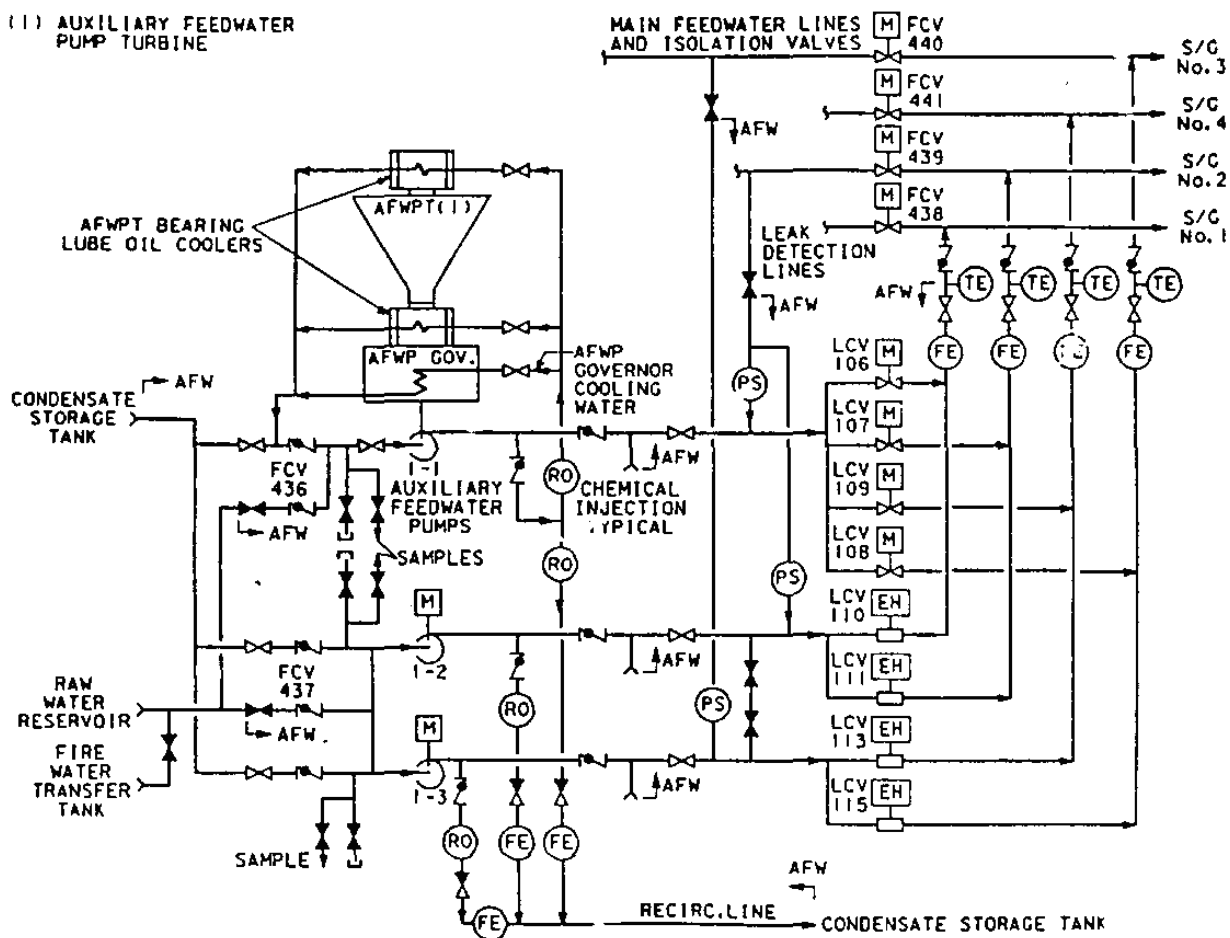 (1) AUXILIARY FEEDWATER
PUMP TURBINE
MAIN FEEDWATER LINES
AND ISOLATION VALVES
M
FCV
440
S/G
No. 3
M
FCV
441
S/G
No. 4
AFW
M
FCV
439
S/G
No. 2
M
FCV
438
S/G
No. 1
AFWPT(1)
AFWPT BEARING
LUBE OIL COOLERS
LEAK
DETECTION
LINES
AFW
AFW
TE
TE
TE
TE
AFWP GOV.
AFWP
GOVERNOR
COOLING
WATER
FE
FE
FE
PS
LCV
106
M
AFW
CONDENSATE
STORAGE
TANK
LCV
107
M
FCV
436
1-1
AUXILIARY
FEEDWATER
PUMPS
RO
CHEMICAL
INJECTION
TYPICAL
AFW
LCV
109
M
AFW
SAMPLES
RO
LCV
108
M
PS
M
LCV
110
EH
FCV
437
1-2
AFW
LCV
111
EH
RAW
WATER
RESERVOIR
AFW.
RO
PS
M
LCV
113
EH
FIRE
WATER
TRANSFER
TANK
1-3
AFW
LCV
115
EH
SAMPLE
RO
FE
FE
AFW
FE
RECIRC. LINE
CONDENSATE STORAGE TANK